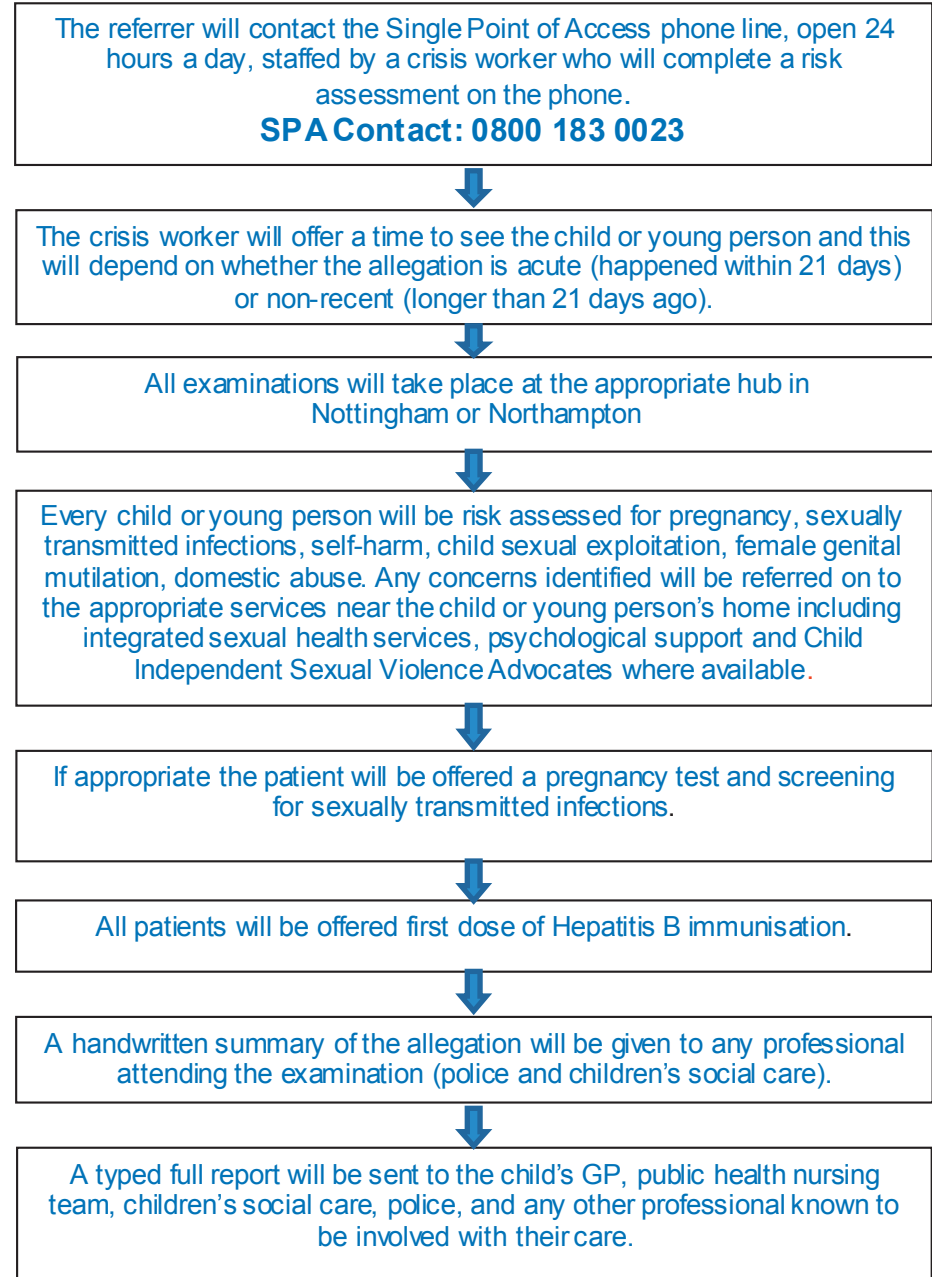 The referrer will contact the Single Point of Access phone line, open 24
hours a day, staffed by a crisis worker who will complete a risk
assessment on the phone.
SPA Contact: 0800 183 0023
The crisis worker will offer a time to see the child or young person and this
will depend on whether the allegation is acute (happened within 21 days)
or non-recent (longer than 21 days ago).
All examinations will take place at the appropriate hub in
Nottingham or Northampton
Every child or young person will be risk assessed for pregnancy, sexually
transmitted infections, self-harm, child sexual exploitation, female genital
mutilation, domestic abuse. Any concerns identified will be referred on to
the appropriate services near the child or young person's home including
integrated sexual health services, psychological support and Child
Independent Sexual Violence Advocates where available.
If appropriate the patient will be offered a pregnancy test and screening
for sexually transmitted infections.
All patients will be offered first dose of Hepatitis B immunisation.
A handwritten summary of the allegation will be given to any professional
attending the examination (police and children's social care).
A typed full report will be sent to the child's GP, public health nursing
team, children's social care, police, and any other professional known to
be involved with their care.